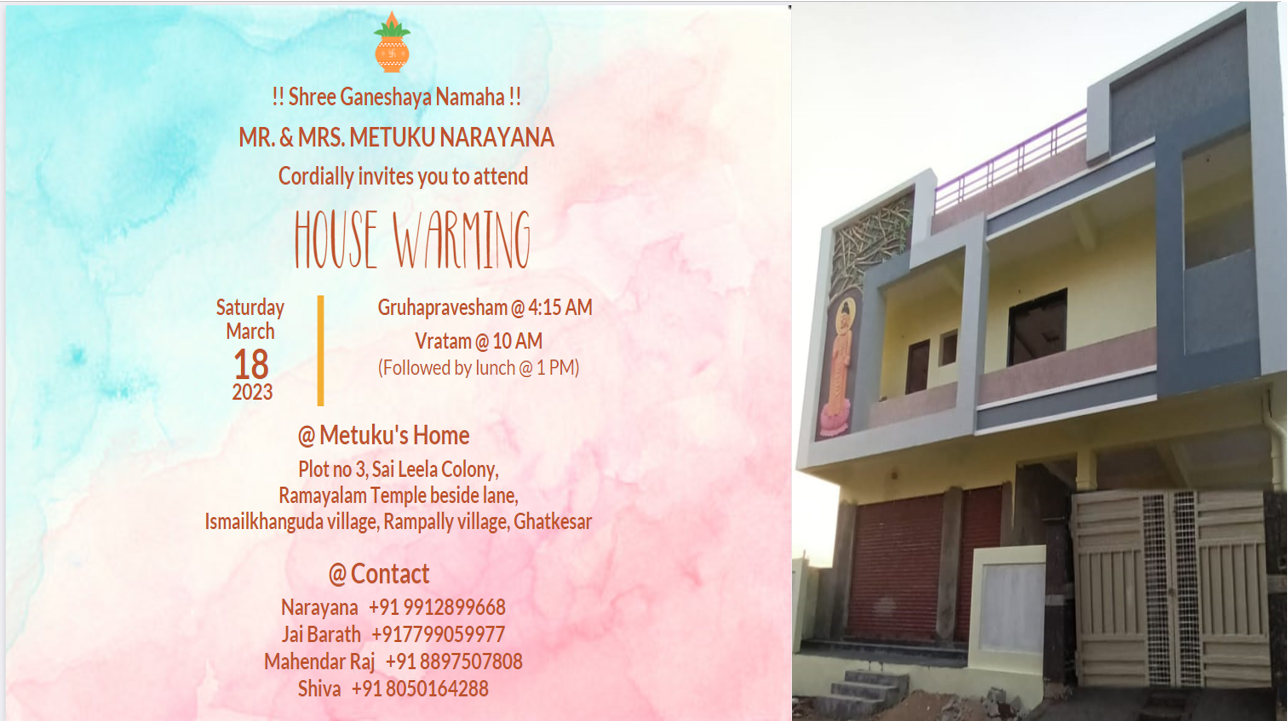 !! Shree Ganeshaya Namaha !!
MR. & MRS. METUKU NARAYANA
Cordially invites you to attend
HOUSE WARMING
Saturday
March
18
2023
Gruhapravesham @ 4:15 AM
Vratam @ 10 AM
(Followed by lunch @ 1 PM)
@ Metuku's Home
Plot no 3, Sai Leela Colony,
Ramayalam Temple beside lane,
Ismailkhanguda village, Rampally village, Ghatkesar
@ Contact
Narayana +91 9912899668
Jai Barath +917799059977
Mahendar Raj +91 8897507808
Shiva +91 8050164288